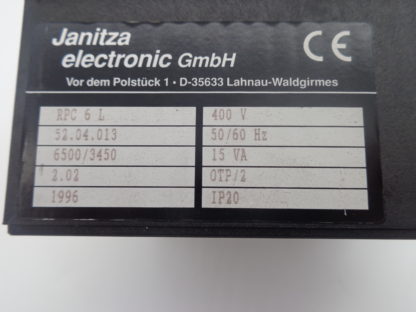 Janitza
electronic GmbH
CE
Vor dem Polstück 1 • D-35633 Lahnau-Waldgirmes
RPC 6 L 400 V
52.04.013 50/60 Hz
6500/3450 15 VA
2.02 OTP/2
1996 IP20